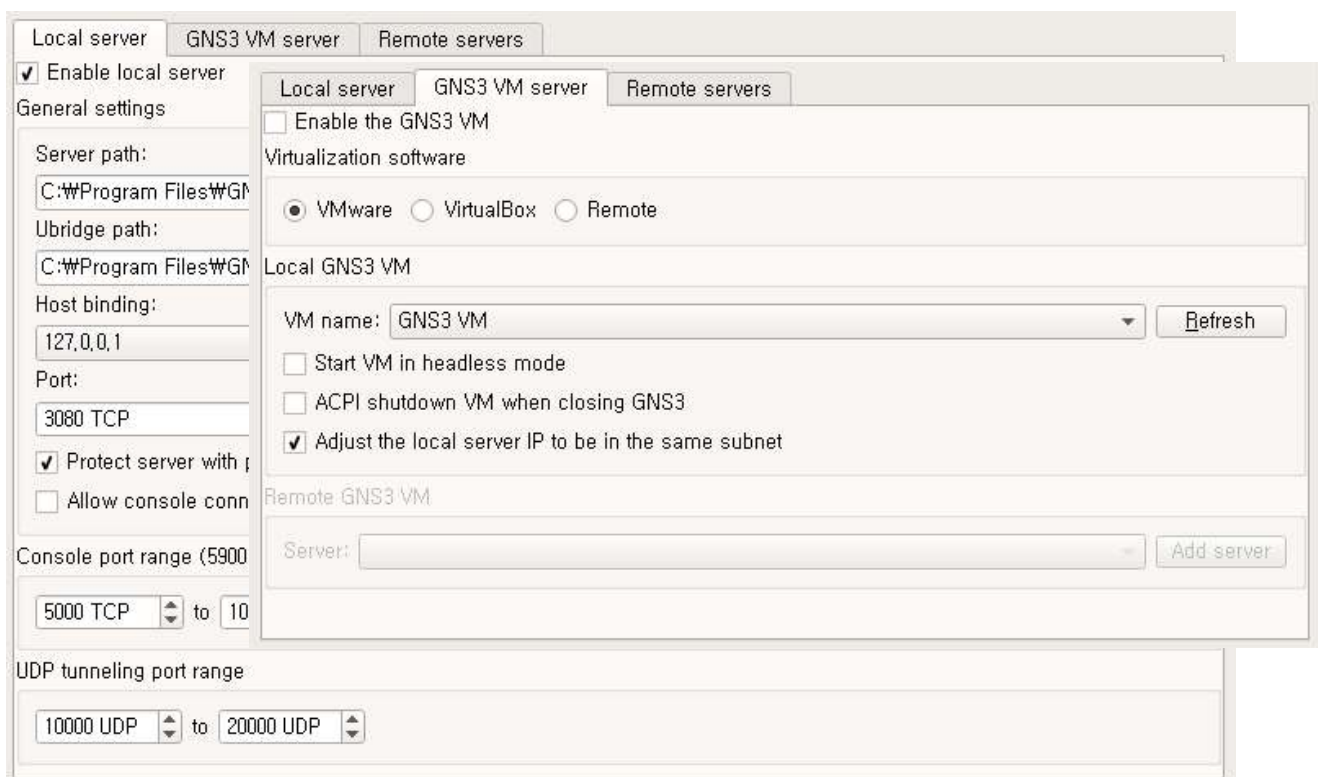 Local server GNS3 VM server Remote servers
Enable local server
General settings
Server path:
C:₩Program Files₩GN
Ubridge path:
C:₩Program Files₩GN
Host binding:
127.0.0.1
Port:
3080 TCP
Protect server with
Allow console conn
Console port range (5900
5000 TCP to 10
UDP tunneling port range
10000 UDP to 20000 UDP
Local server GNS3 VM server Remote servers
Enable the GNS3 VM
Virtualization software
VMware VirtualBox Remote
Local GNS3 VM
VM name: GNS3 VM Refresh
Start VM in headless mode
ACPI shutdown VM when closing GNS3
Adjust the local server IP to be in the same subnet
Remote GNS3 VM
Server: Add server